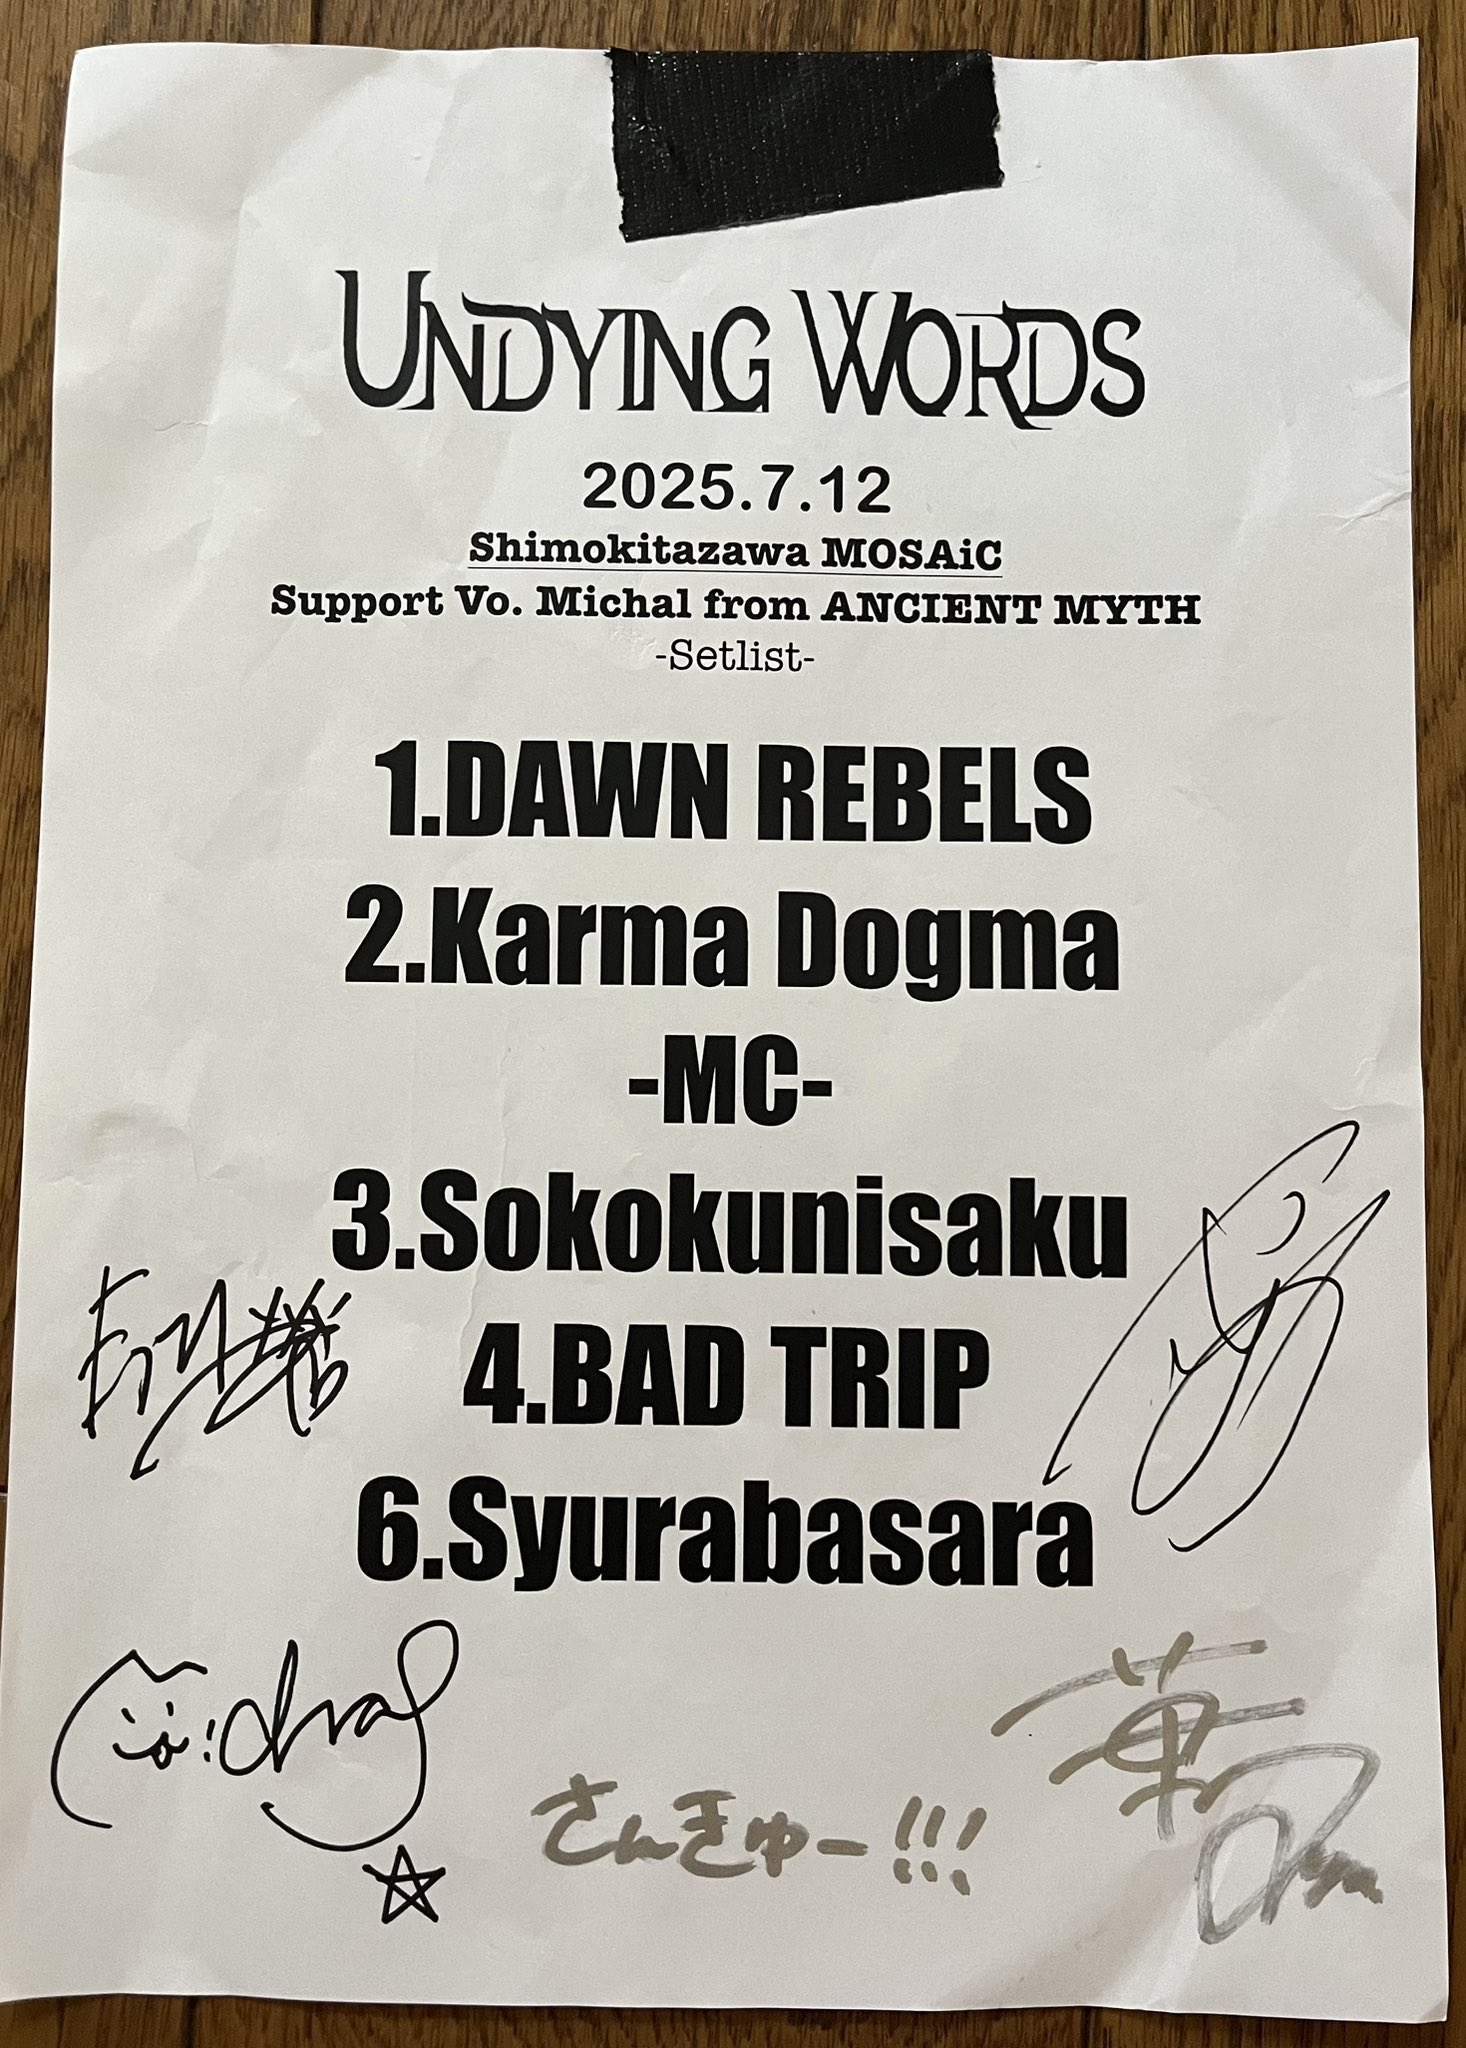 UNDYING WORDS
2025.7.12
Shimokitazawa MOSAiC
Support Vo. Michal from ANCIENT MYTH
-Setlist-
1.DAWN REBELS
2.Karma Dogma
-MC-
3.Sokokunisaku
4.BAD TRIP
6.Syurabasara
Michal
さんきゅー!!!